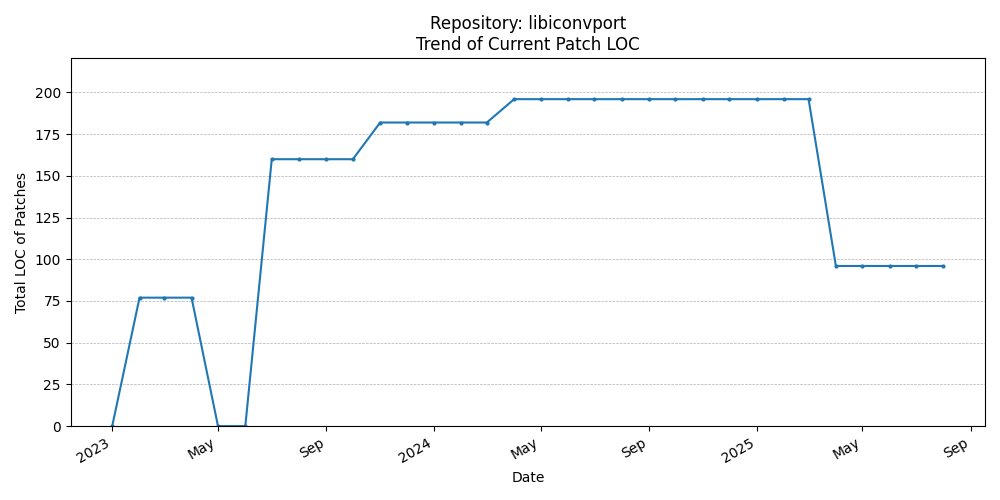 Repository: libiconvport
Trend of Current Patch LOC
Total LOC of Patches
200
175
150
125
100
75
50
25
0
2023
May
Sep
2024
May
Sep
2025
May
Sep
Date